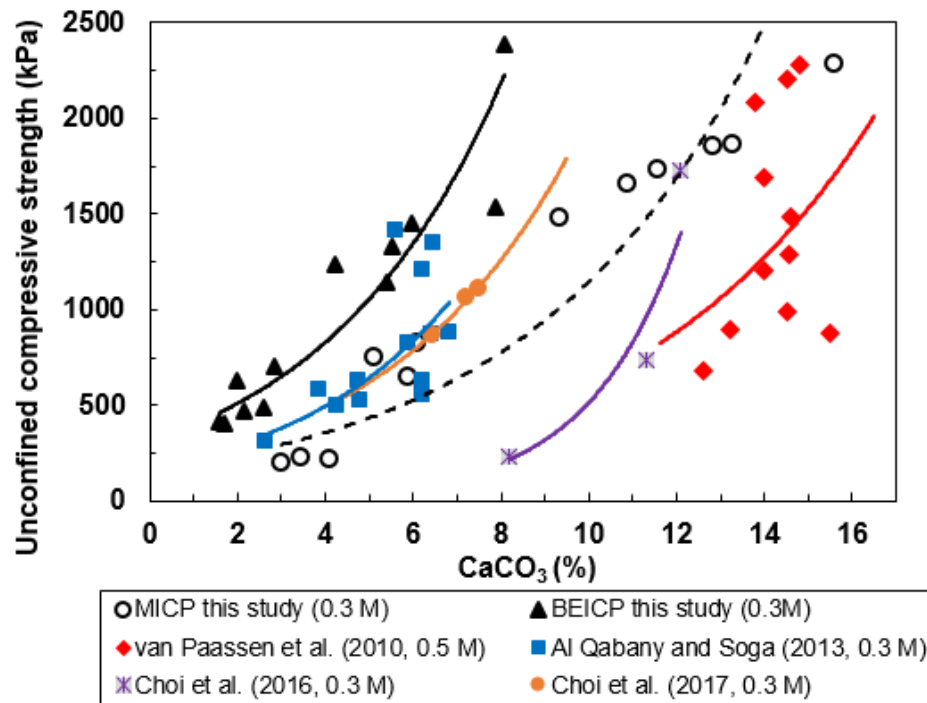 Unconfined compressive strength (kPa)
2500
2000
1500
1000
500
0
0 2 4 6 8 10 12 14 16
CaCO₃ (%)
MICP this study (0.3 M) BEICP this study (0.3M)
van Paassen et al. (2010, 0.5 M) Al Qabany and Soga (2013, 0.3 M)
Choi et al. (2016, 0.3 M) Choi et al. (2017, 0.3 M)